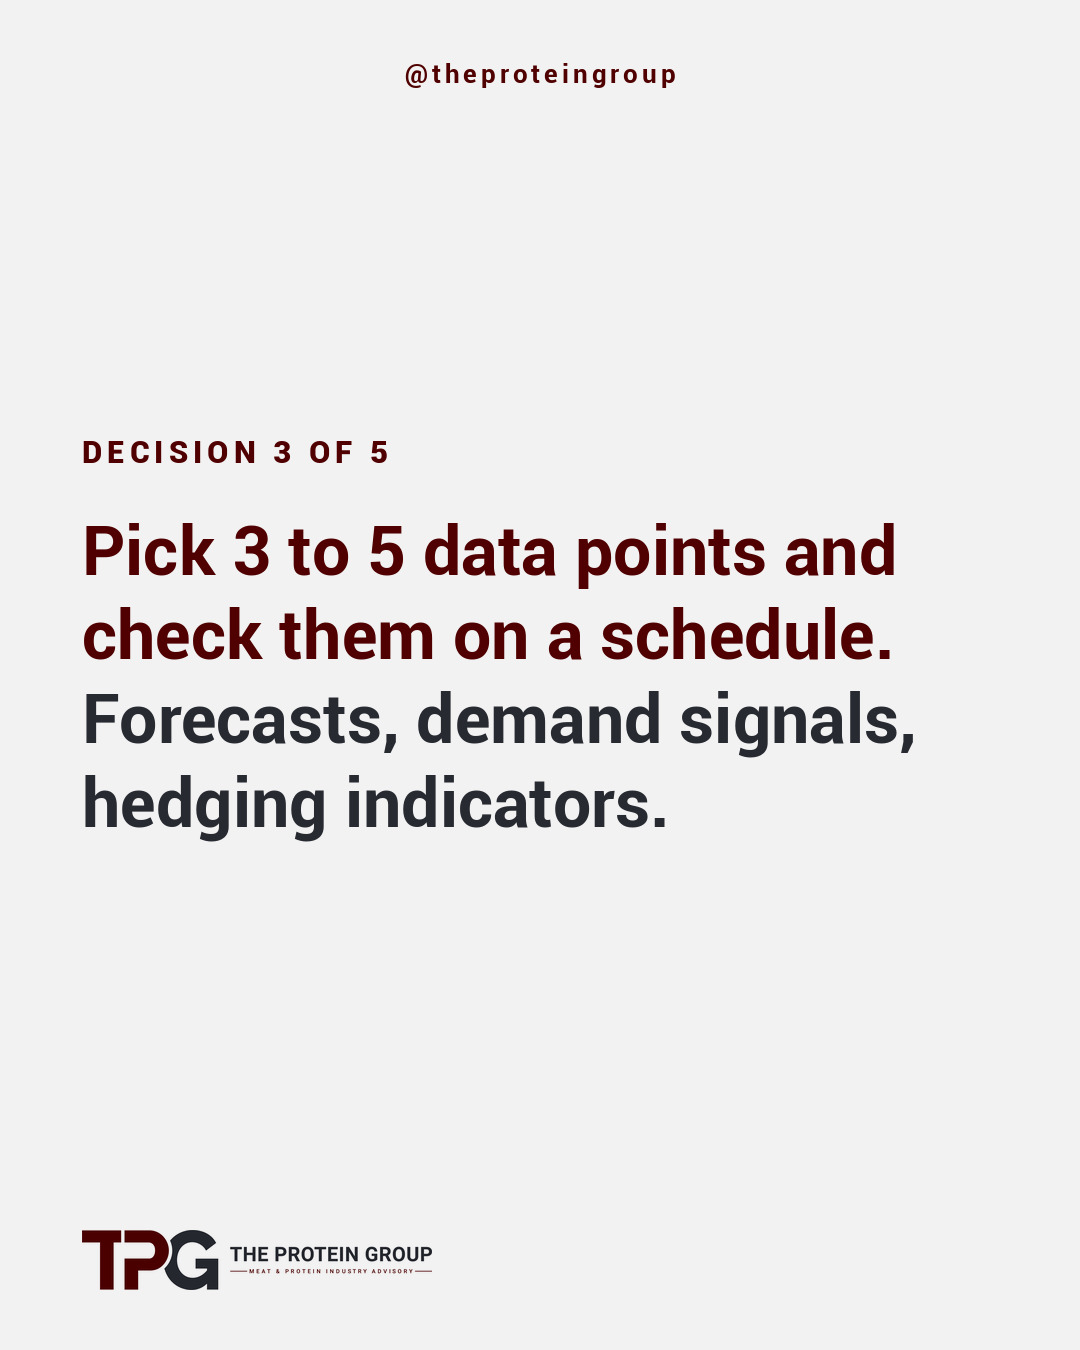 @theproteingroup
DECISION 3 OF 5
Pick 3 to 5 data points and
check them on a schedule.
Forecasts, demand signals,
hedging indicators.
TPG
THE PROTEIN GROUP
MEAT & PROTEIN INDUSTRY ADVISORY